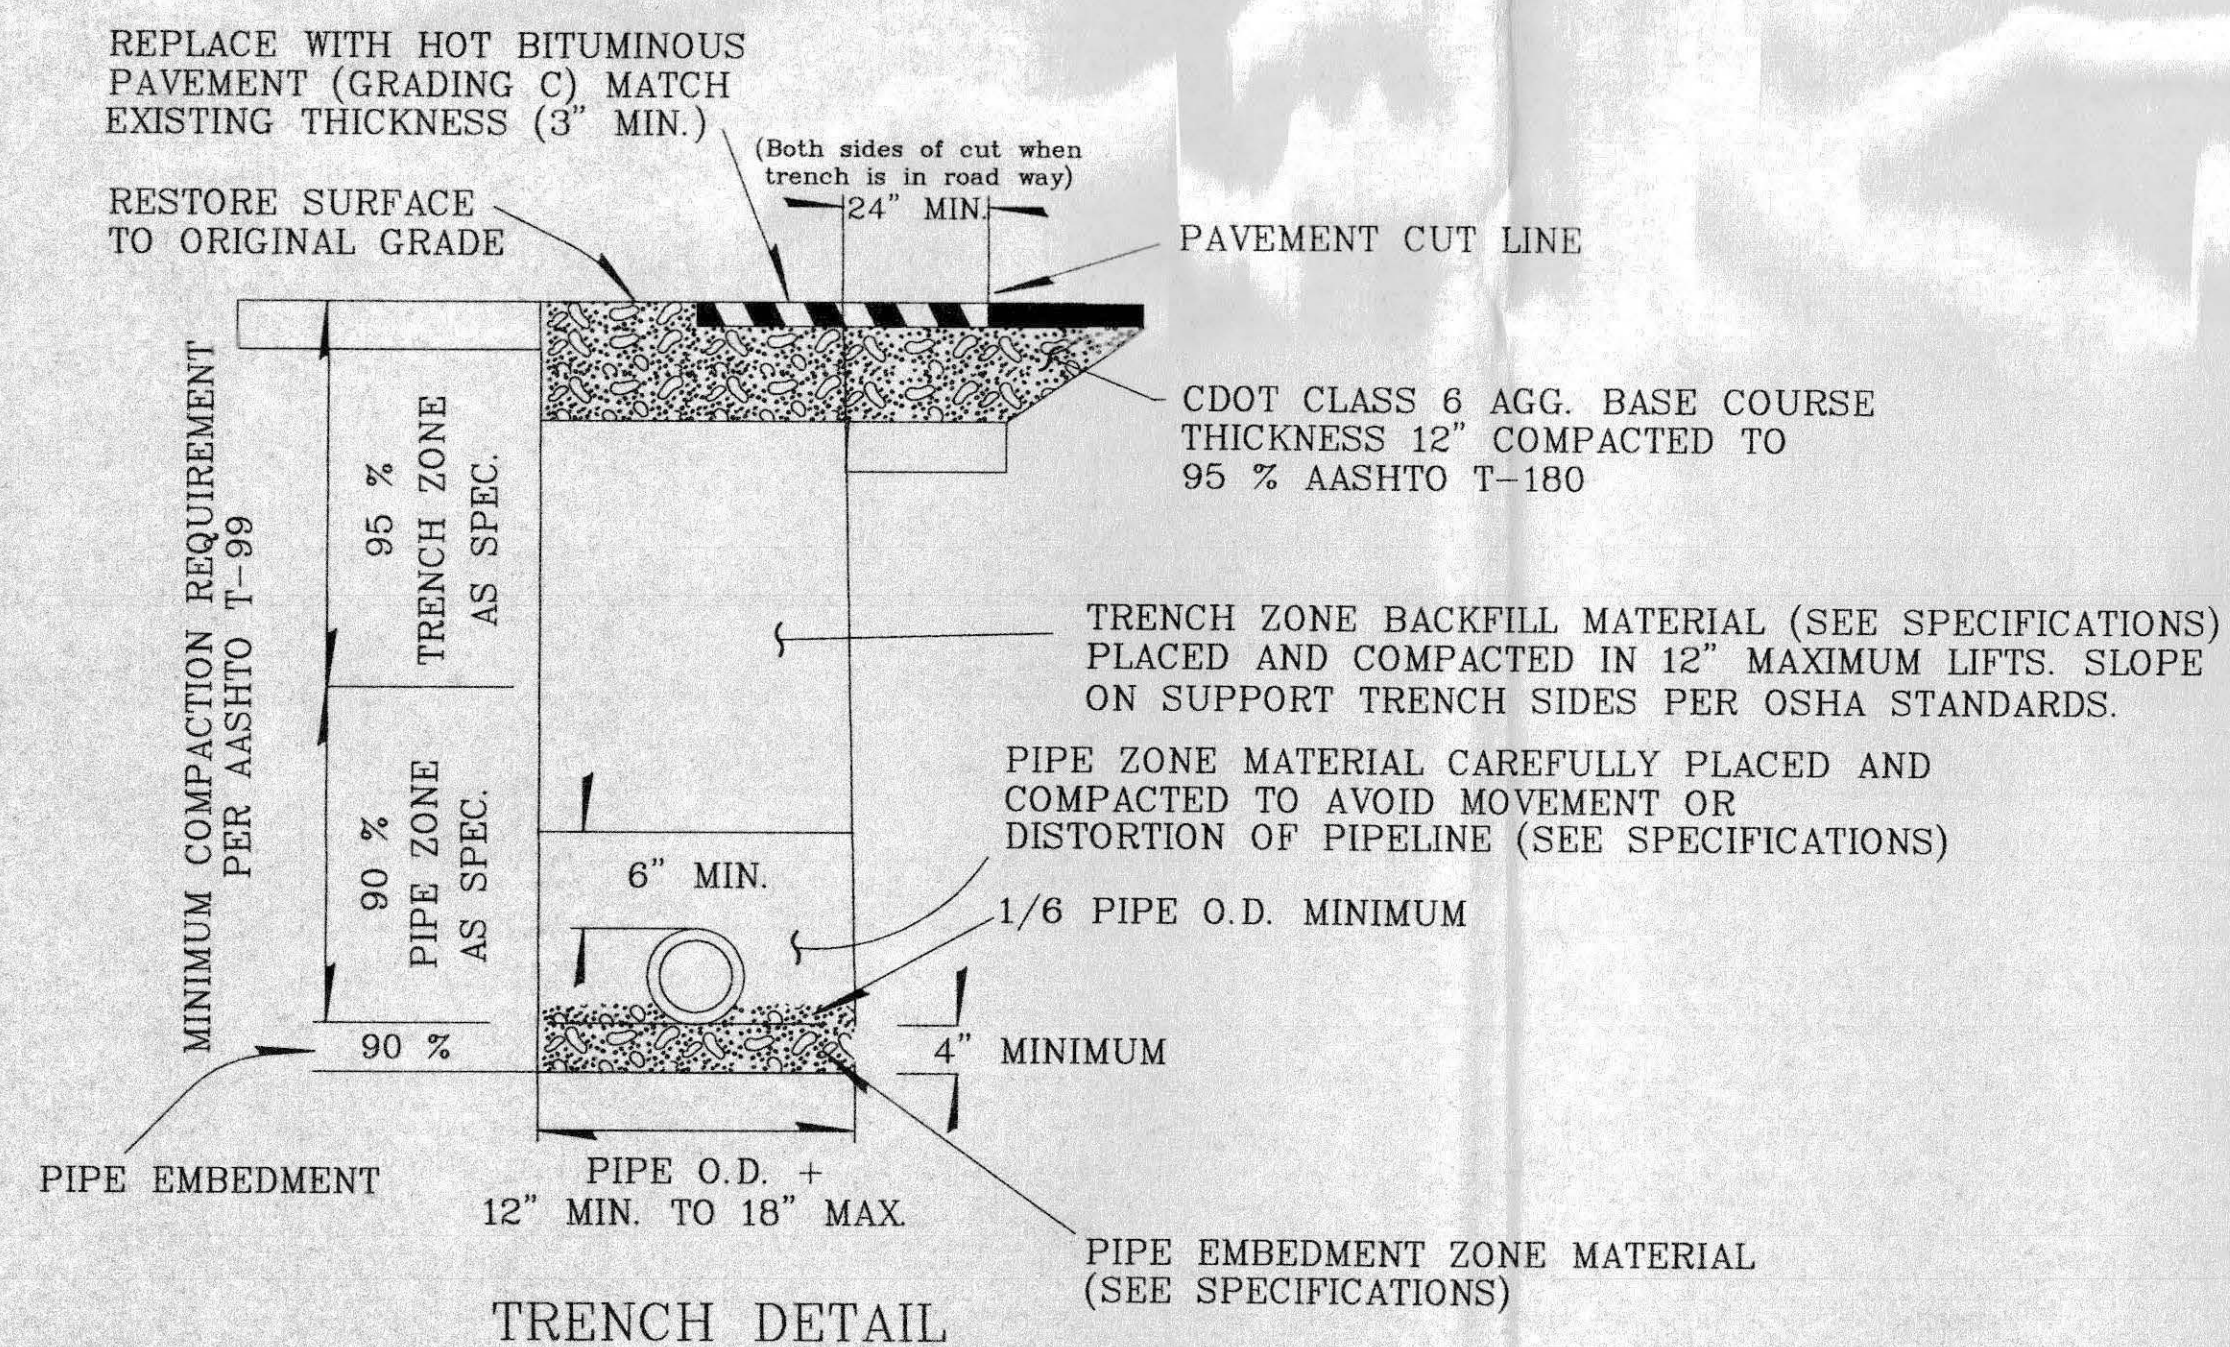 REPLACE WITH HOT BITUMINOUS
PAVEMENT (GRADING C) MATCH
EXISTING THICKNESS (3" MIN.)
(Both sides of cut when
trench is in road way)
24" MIN.
RESTORE SURFACE
TO ORIGINAL GRADE
PAVEMENT CUT LINE
CDOT CLASS 6 AGG. BASE COURSE
THICKNESS 12" COMPACTED TO
95 % AASHTO T-180
MINIMUM COMPACTION REQUIREMENT
PER AASHTO T-99
95 %
TRENCH ZONE
AS SPEC.
TRENCH ZONE BACKFILL MATERIAL (SEE SPECIFICATIONS)
PLACED AND COMPACTED IN 12" MAXIMUM LIFTS. SLOPE
ON SUPPORT TRENCH SIDES PER OSHA STANDARDS.
90 %
PIPE ZONE
AS SPEC.
PIPE ZONE MATERIAL CAREFULLY PLACED AND
COMPACTED TO AVOID MOVEMENT OR
DISTORTION OF PIPELINE (SEE SPECIFICATIONS)
6" MIN.
1/6 PIPE O.D. MINIMUM
90 %
4" MINIMUM
PIPE EMBEDMENT
PIPE O.D. +
12" MIN. TO 18" MAX.
PIPE EMBEDMENT ZONE MATERIAL
(SEE SPECIFICATIONS)
TRENCH DETAIL